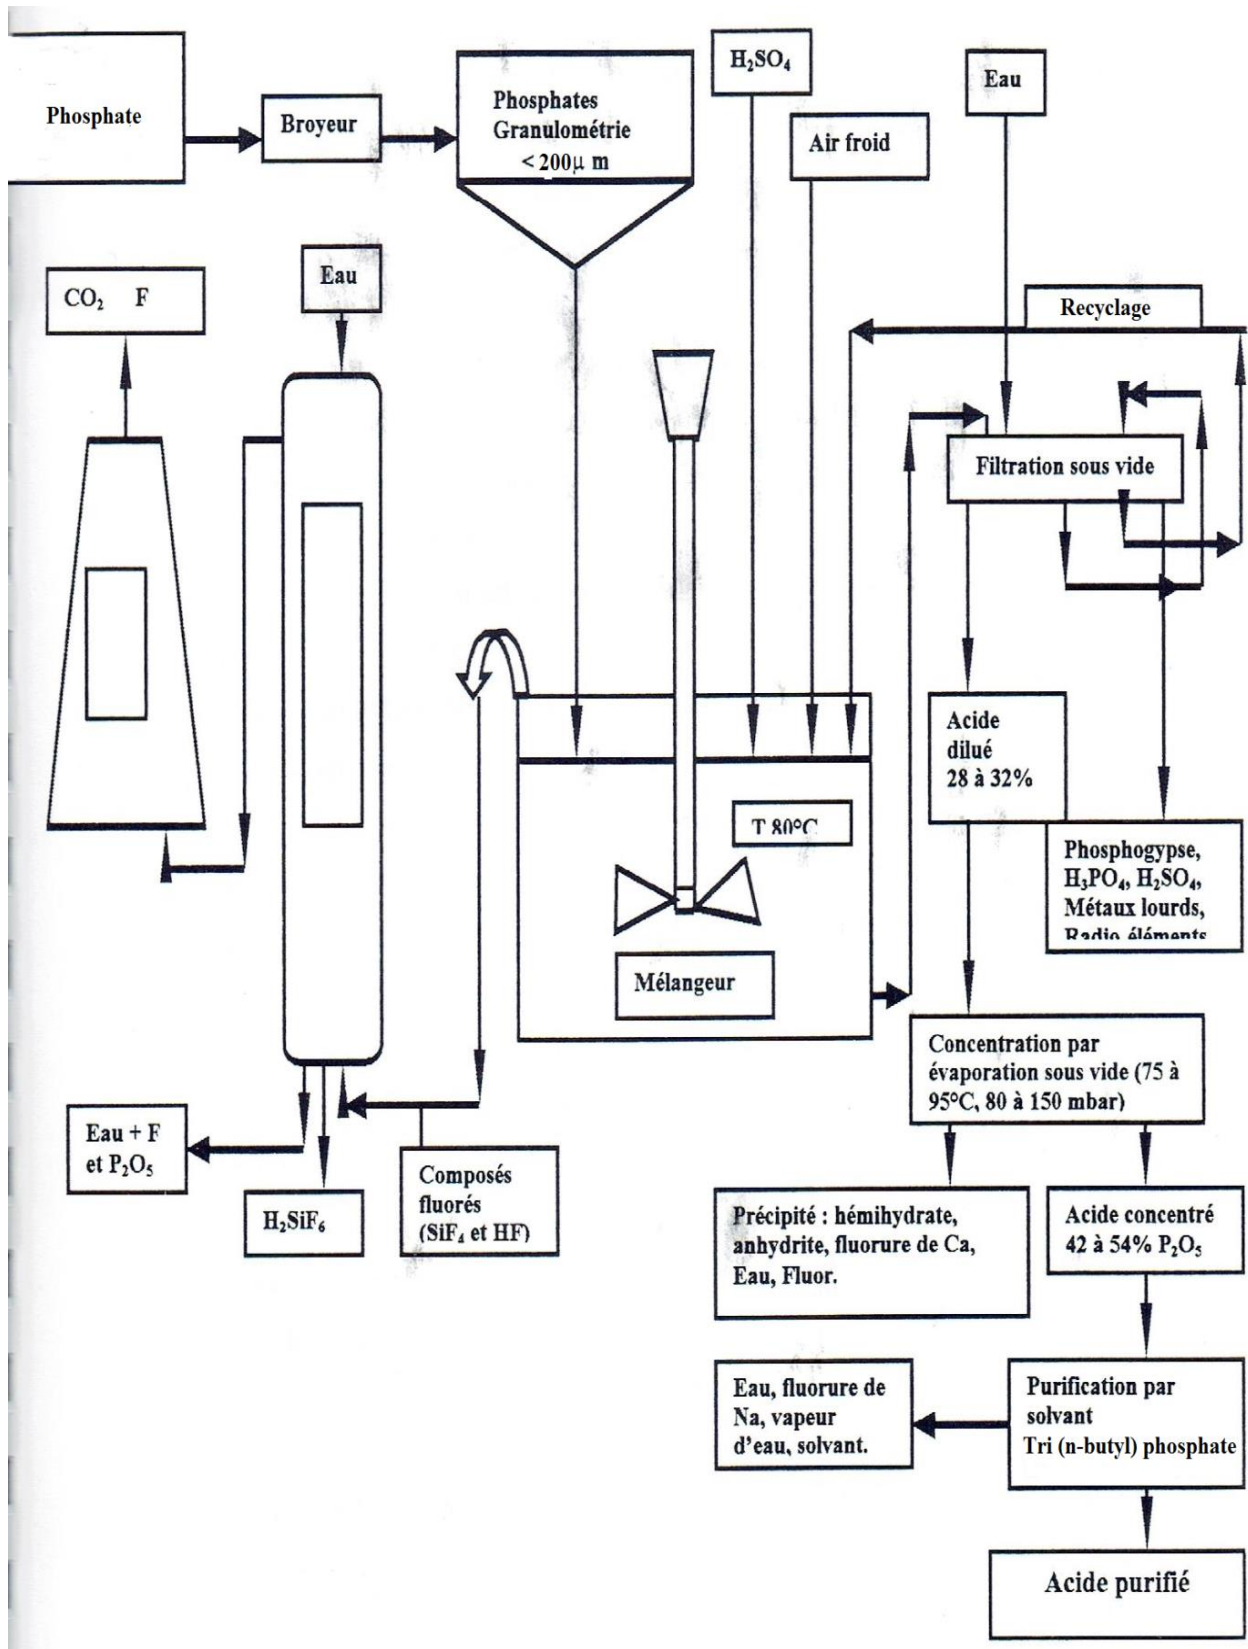 Phosphate
Broyeur
Phosphates
Granulométrie
< 200µ m
H₂SO₄
Air froid
Eau
CO₂ F
Eau
Recyclage
Filtration sous vide
Acide
dilué
28 à 32%
T 80°C
Phosphogypse,
H₃PO₄, H₂SO₄,
Métaux lourds,
Radio éléments
Mélangeur
Concentration par
évaporation sous vide (75 à
95°C, 80 à 150 mbar)
Eau + F
et P₂O₅
H₂SiF₆
Composés
fluorés
(SiF₄ et HF)
Précipité : hémihydrate,
anhydrite, fluorure de Ca,
Eau, Fluor.
Acide concentré
42 à 54% P₂O₅
Eau, fluorure de
Na, vapeur
d'eau, solvant.
Purification par
solvant
Tri (n-butyl) phosphate
Acide purifié